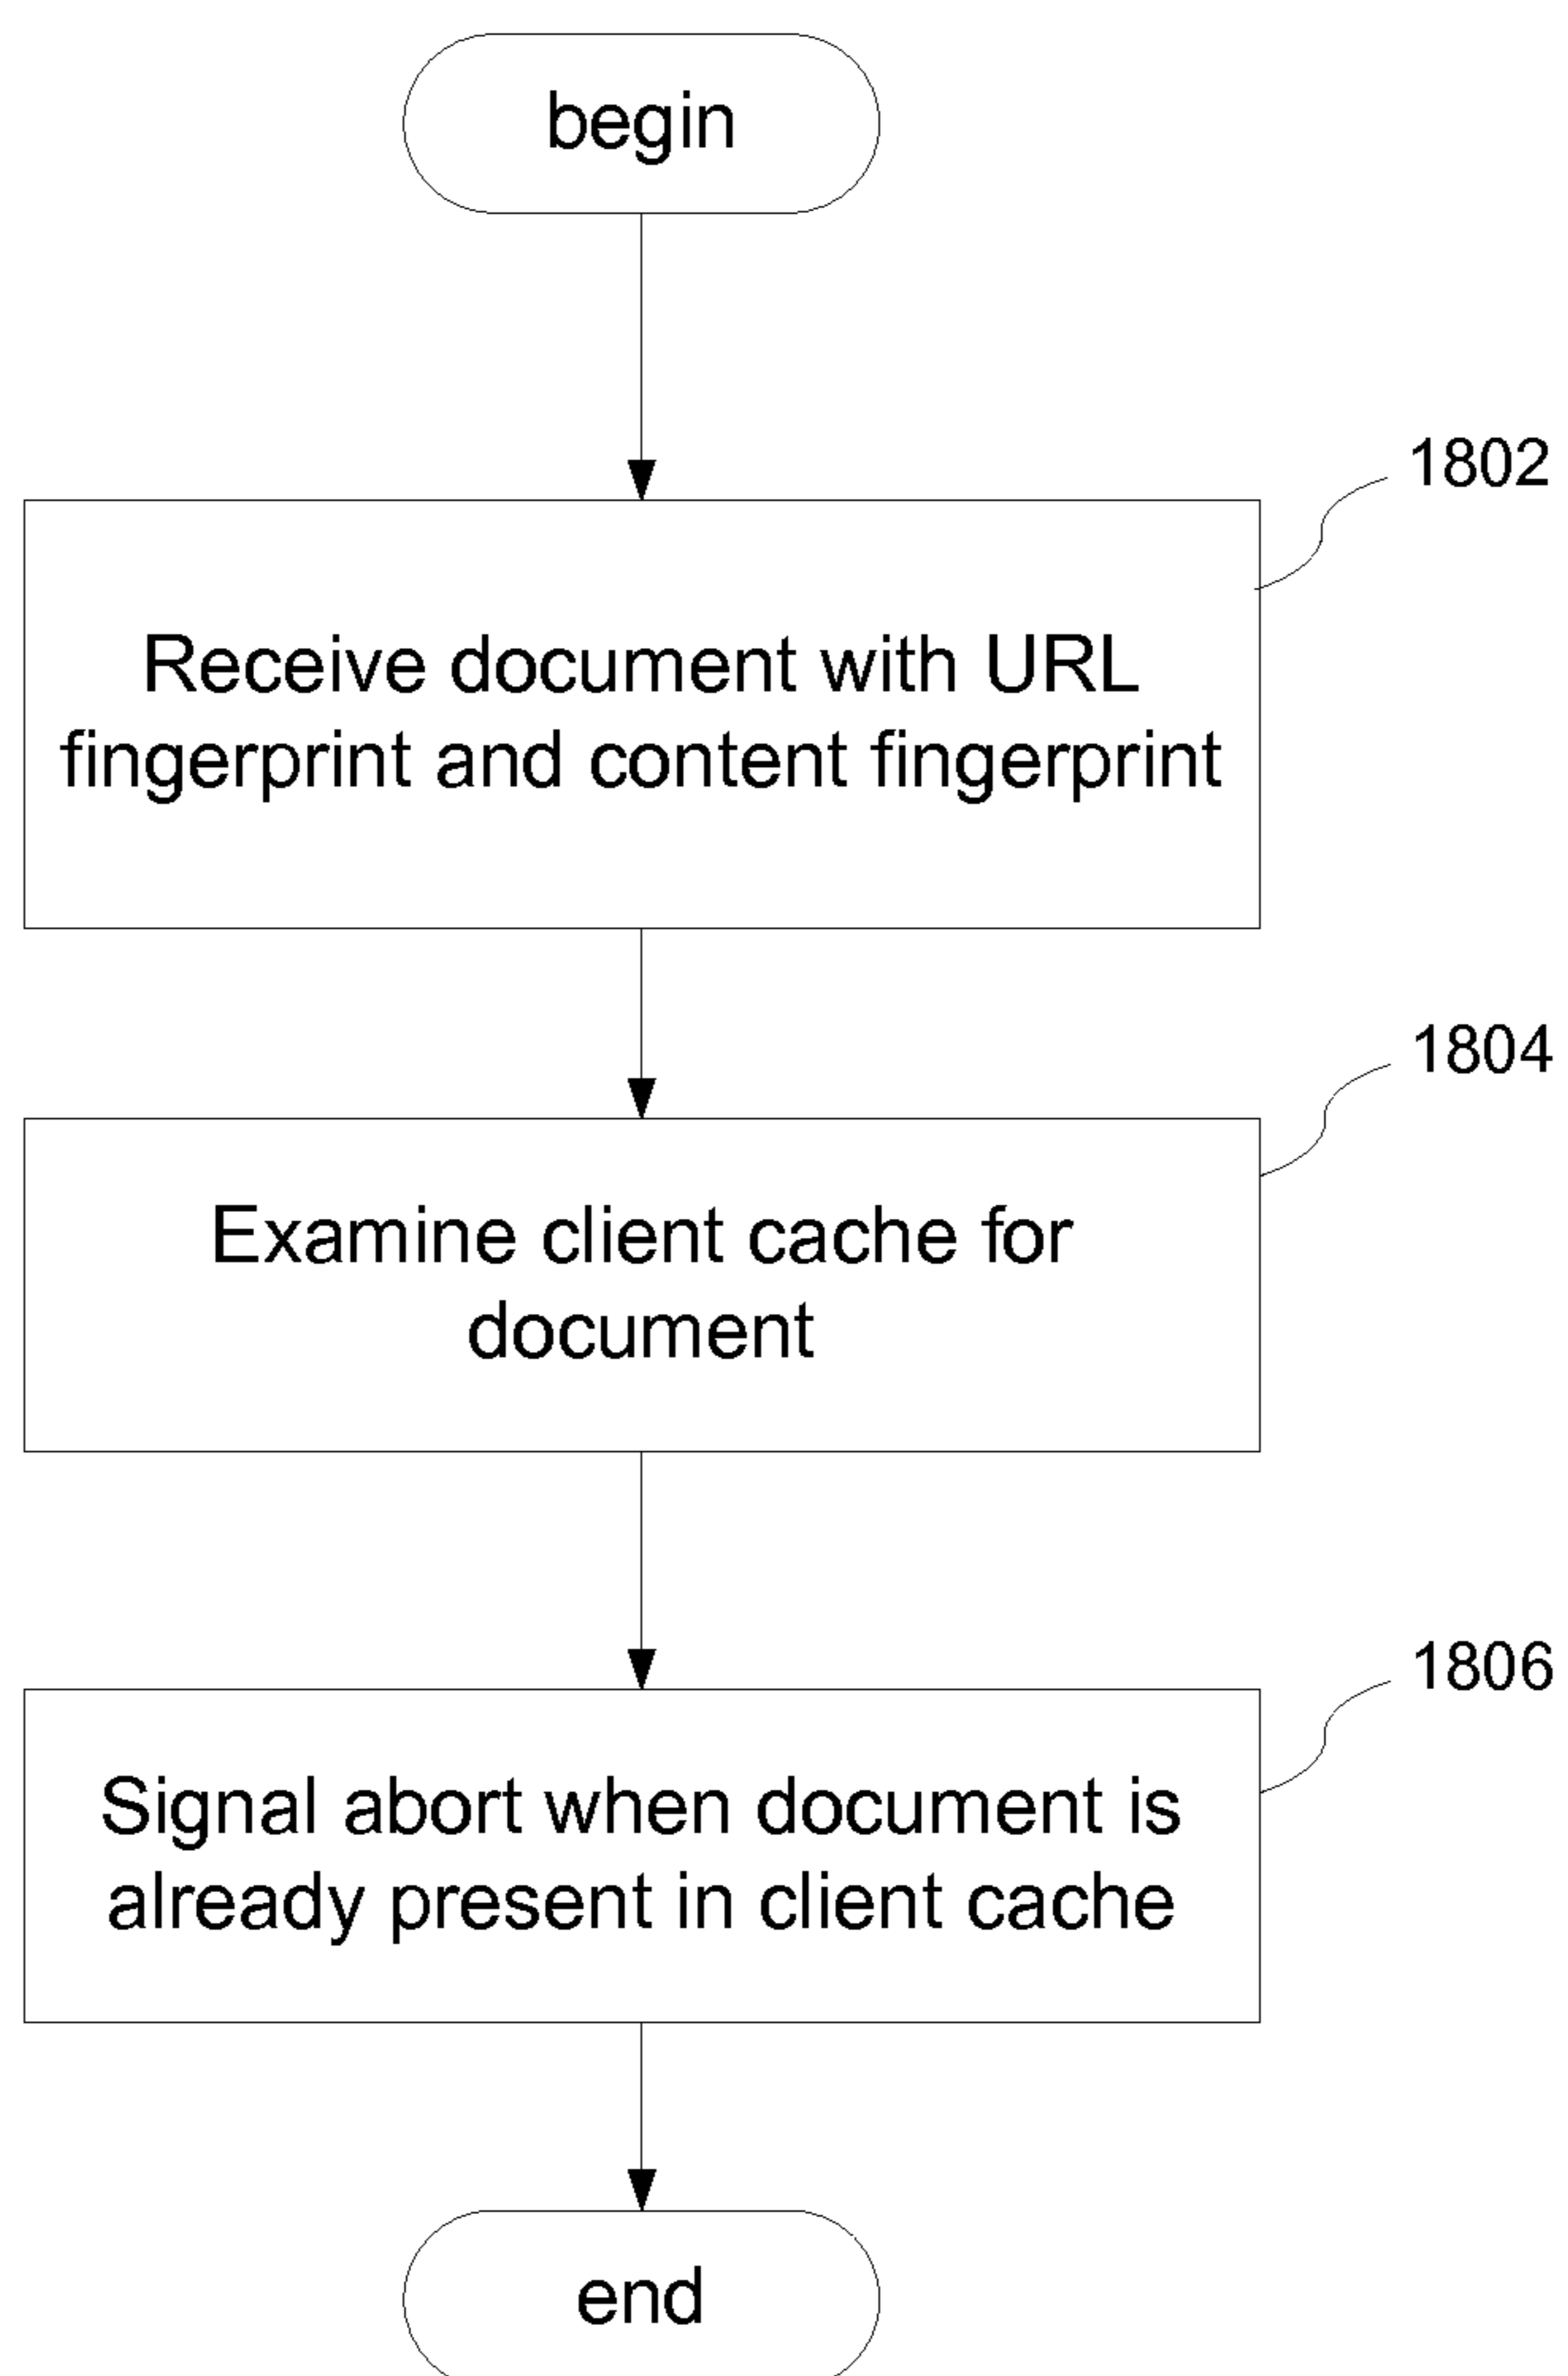 begin
1802
Receive document with URL
fingerprint and content fingerprint
1804
Examine client cache for
document
1806
Signal abort when document is
already present in client cache
end